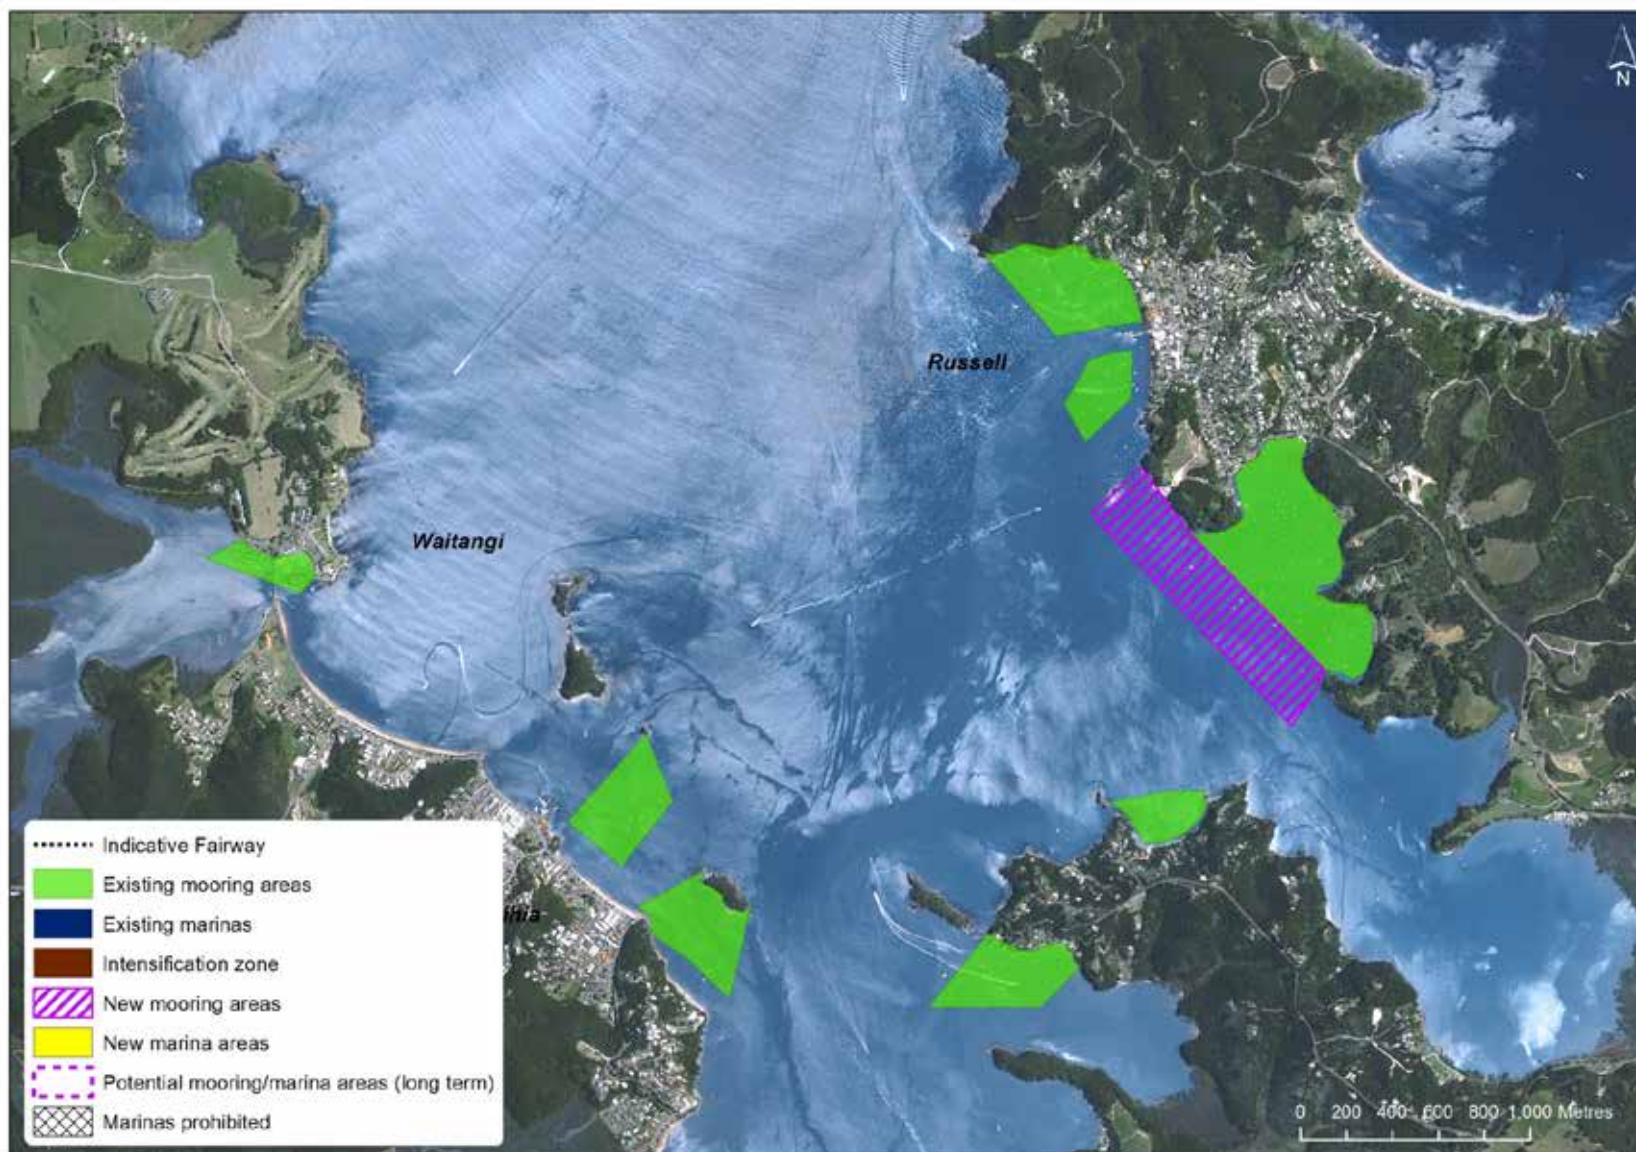 N
Russell
Waitangi
ihia
Indicative Fairway
Existing mooring areas
Existing marinas
Intensification zone
New mooring areas
New marina areas
Potential mooring/marina areas (long term)
Marinas prohibited
0 200 400 600 800 1,000 Metres